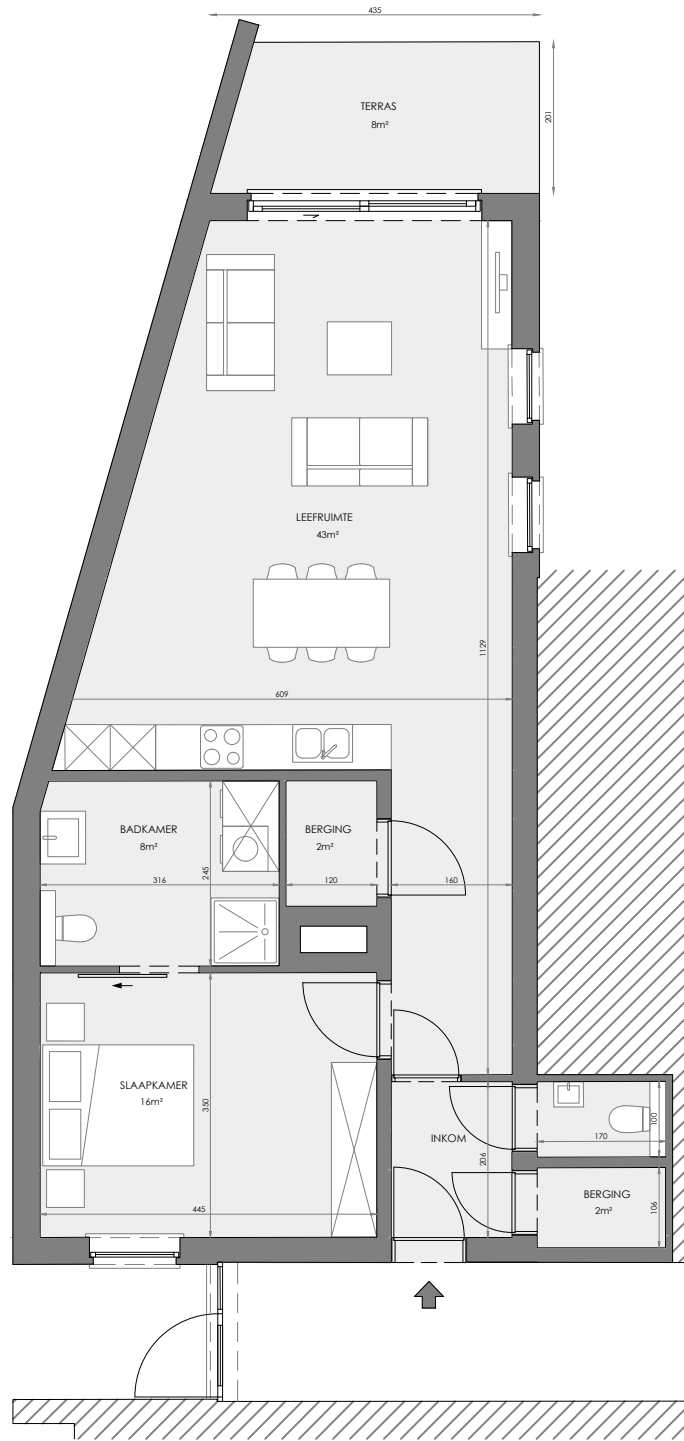 435
TERRAS
8m²
201
LEEFRUIMTE
43m²
1129
609
BADKAMER
8m²
245
316
BERGING
2m²
120
160
SLAAPKAMER
16m²
350
445
INKOM
206
170
100
BERGING
2m²
106